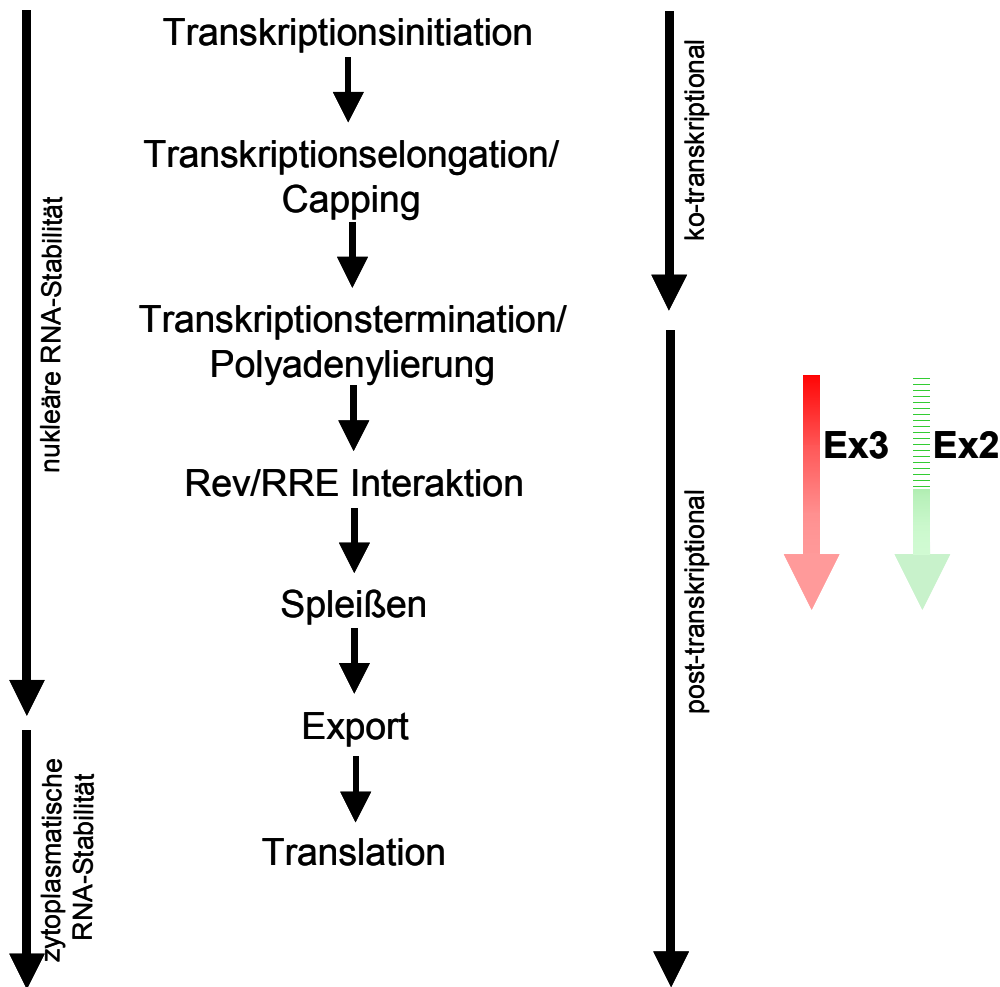 Transkriptionsinitiation
Transkriptionselongation/
Capping
Transkriptionstermination/
Polyadenylierung
Rev/RRE Interaktion
Spleißen
Export
Translation
nukleäre RNA-Stabilität
zytoplasmatische
RNA-Stabilität
ko-transkriptional
post-transkriptional
Ex3
Ex2